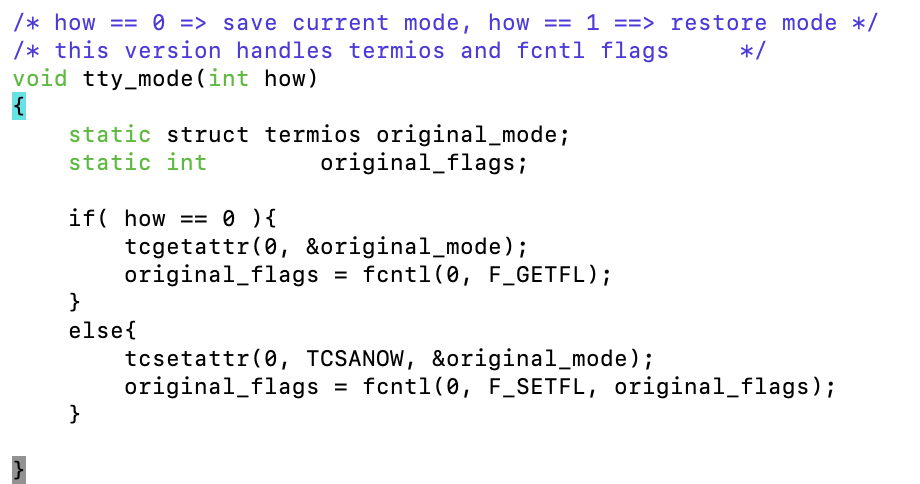 /* how == 0 => save current mode, how == 1 ==> restore mode */
/* this version handles termios and fcntl flags     */
void tty_mode(int how)
{
    static struct termios original_mode;
    static int        original_flags;

    if( how == 0 ){
        tcgetattr(0, &original_mode);
        original_flags = fcntl(0, F_GETFL);
    }
    else{
        tcsetattr(0, TCSANOW, &original_mode);
        original_flags = fcntl(0, F_SETFL, original_flags);
    }

}